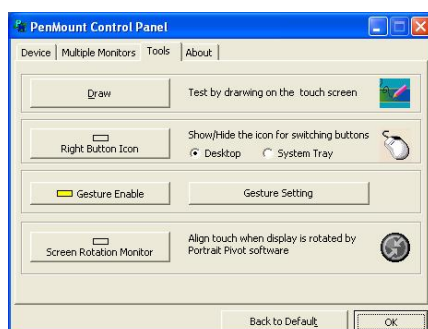 PenMount Control Panel
Device Multiple Monitors Tools About
Draw Test by drarwing on the touch screen
Show/Hide the icon for switching buttons
Right Button Icon Desktop System Tray
Gesture Enable Gesture Setting
Align touch when display is rotated by
Screen Rotation Monitor Portrait Pivot software
Back to Default OK